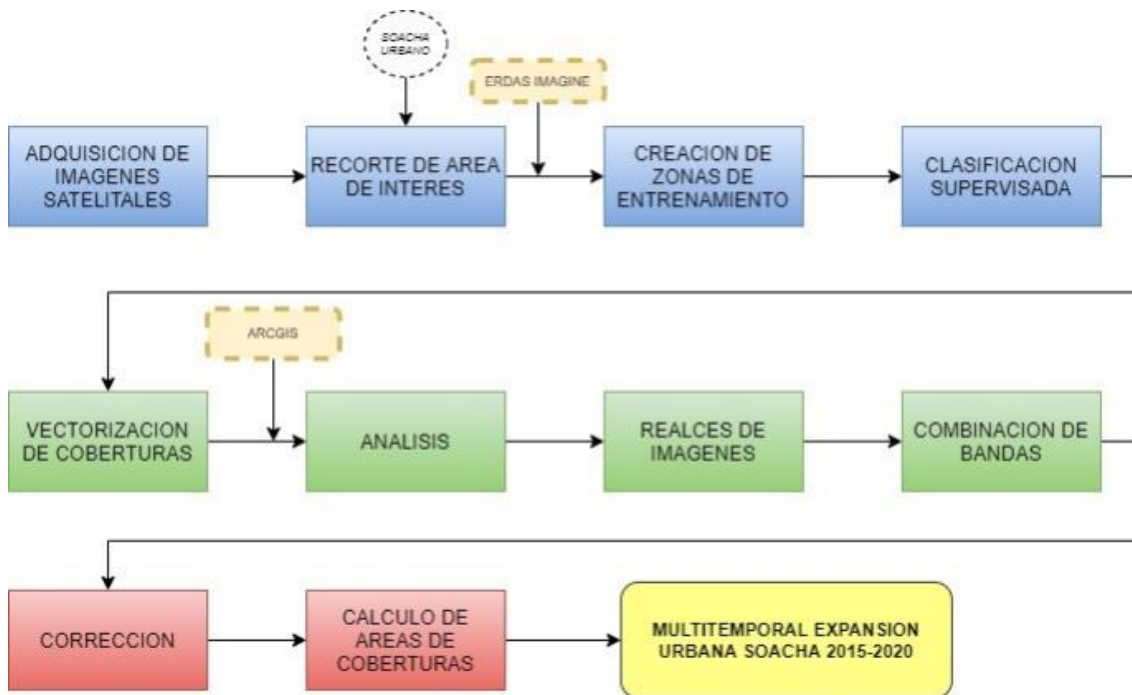 SOACHA
URBANO
ERDAS IMAGINE
ADQUISICION DE
IMAGENES
SATELITALES
RECORTE DE AREA
DE INTERES
CREACION DE
ZONAS DE
ENTRENAMIENTO
CLASIFICACION
SUPERVISADA
ARCGIS
VECTORIZACION
DE COBERTURAS
ANALISIS
REALCES DE
IMAGENES
COMBINACION DE
BANDAS
CORRECCION
CALCULO DE
AREAS DE
COBERTURAS
MULTITEMPORAL EXPANSION
URBANA SOACHA 2015-2020